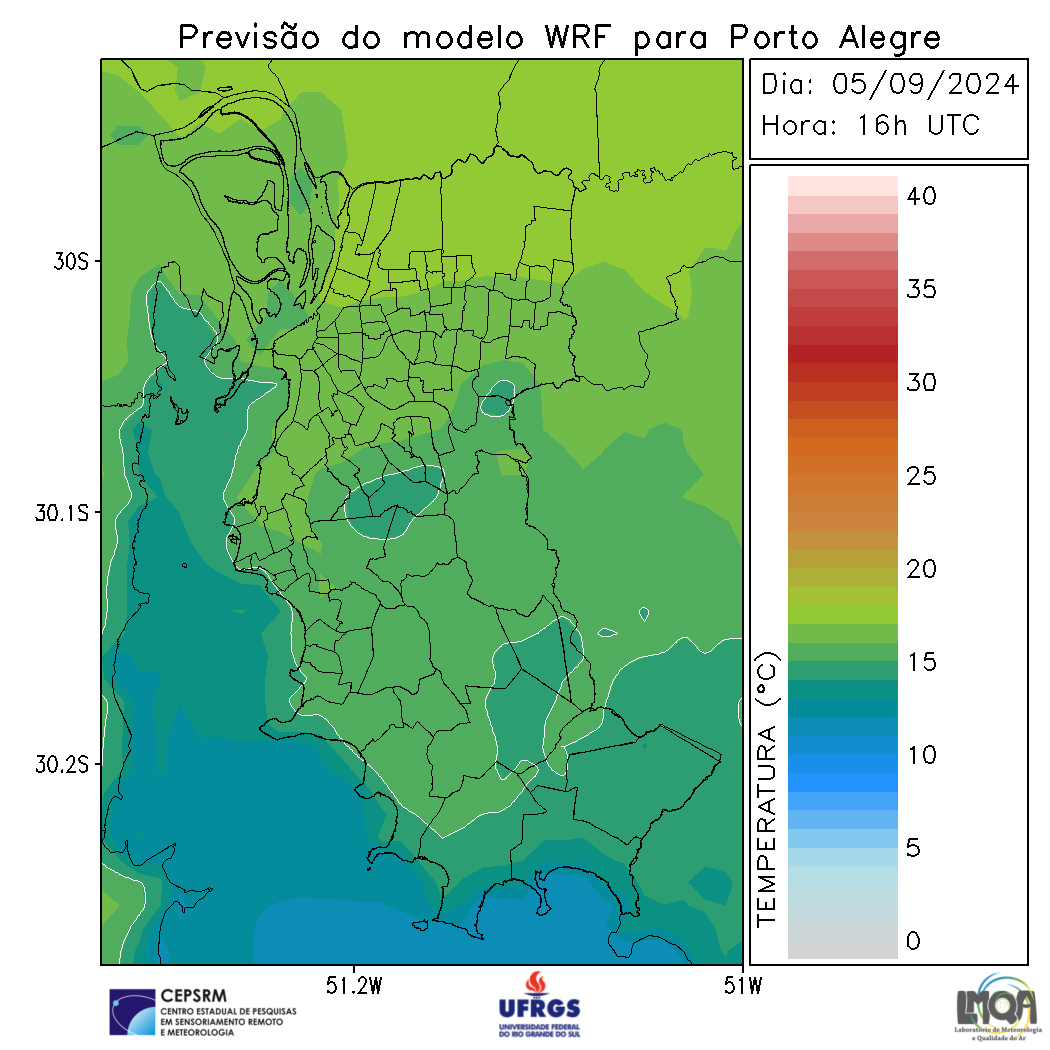 Previsão do modelo WRF para Porto Alegre
Dia: 05/09/2024
Hora: 16h UTC
40
35
30
25
20
15
10
5
0
TEMPERATURA (°C)
30S
30.1S
30.2S
51.2W
51W
CEPSRM
CENTRO ESTADUAL DE PESQUISAS
EM SENSORIAMENTO REMOTO
E METEOROLOGIA
UFRGS
UNIVERSIDADE FEDERAL
DO RIO GRANDE DO SUL
LMQA
Laboratório de Meteorologia
e Qualidade do Ar